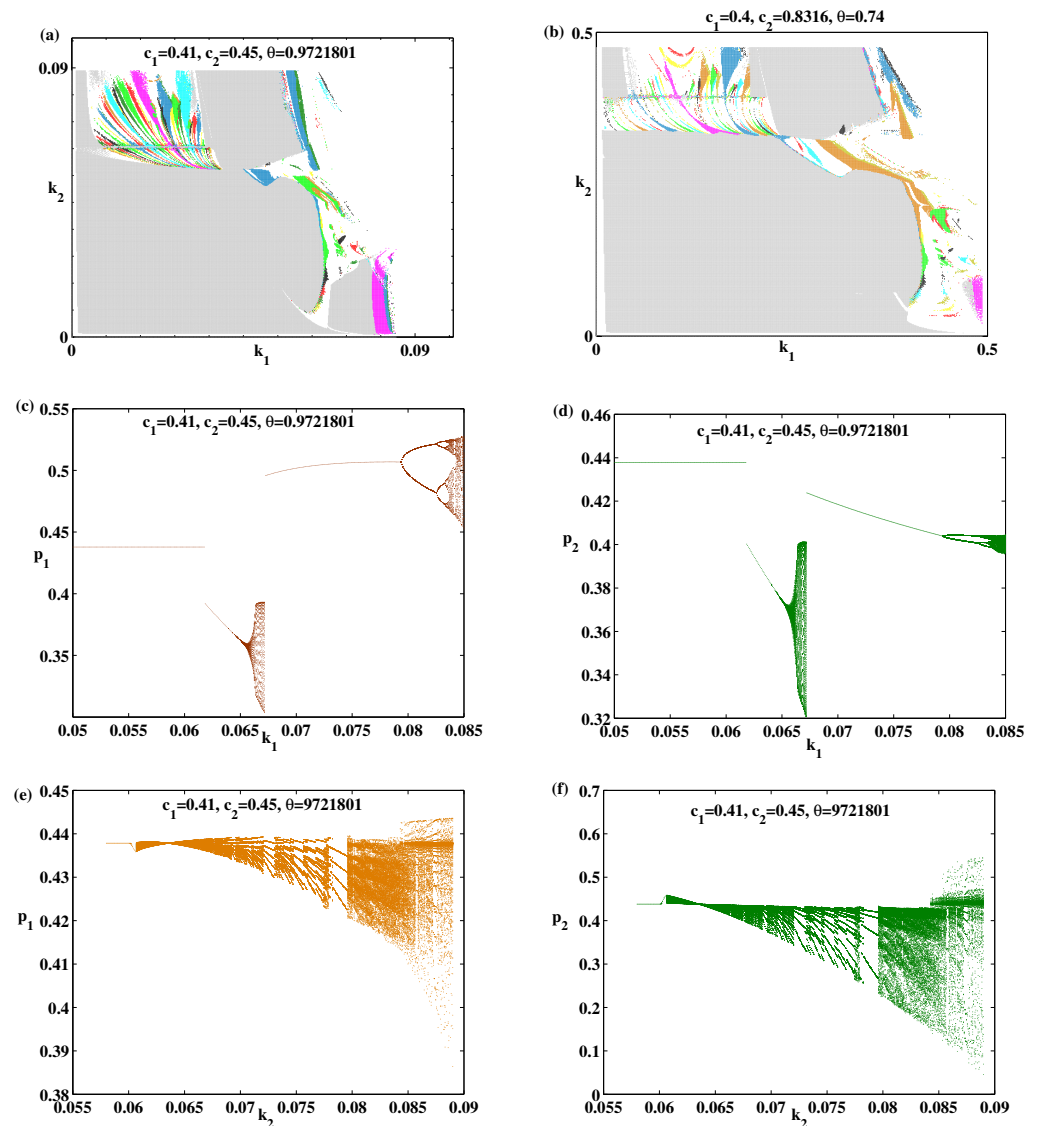 (a)
c1=0.41, c2=0.45, θ=0.9721801
0.09
k2
0
0
k1
0.09
(b)
c1=0.4, c2=0.8316, θ=0.74
0.5
k2
0
0
k1
0.5
(c)
c1=0.41, c2=0.45, θ=0.9721801
0.55
0.5
0.45
p1
0.4
0.35
0.05 0.055 0.06 0.065 0.07 0.075 0.08 0.085
k1
(d)
c1=0.41, c2=0.45, θ=0.9721801
0.46
0.44
0.42
p2
0.4
0.38
0.36
0.34
0.32
0.05 0.055 0.06 0.065 0.07 0.075 0.08 0.085
k1
(e)
c1=0.41, c2=0.45, θ=9721801
0.45
0.44
0.43
p1
0.42
0.41
0.4
0.39
0.38
0.055 0.06 0.065 0.07 0.075 0.08 0.085 0.09
k2
(f)
c1=0.41, c2=0.45, θ=9721801
0.7
0.6
0.5
p2
0.4
0.3
0.2
0.1
0
0.055 0.06 0.065 0.07 0.075 0.08 0.085 0.09
k2